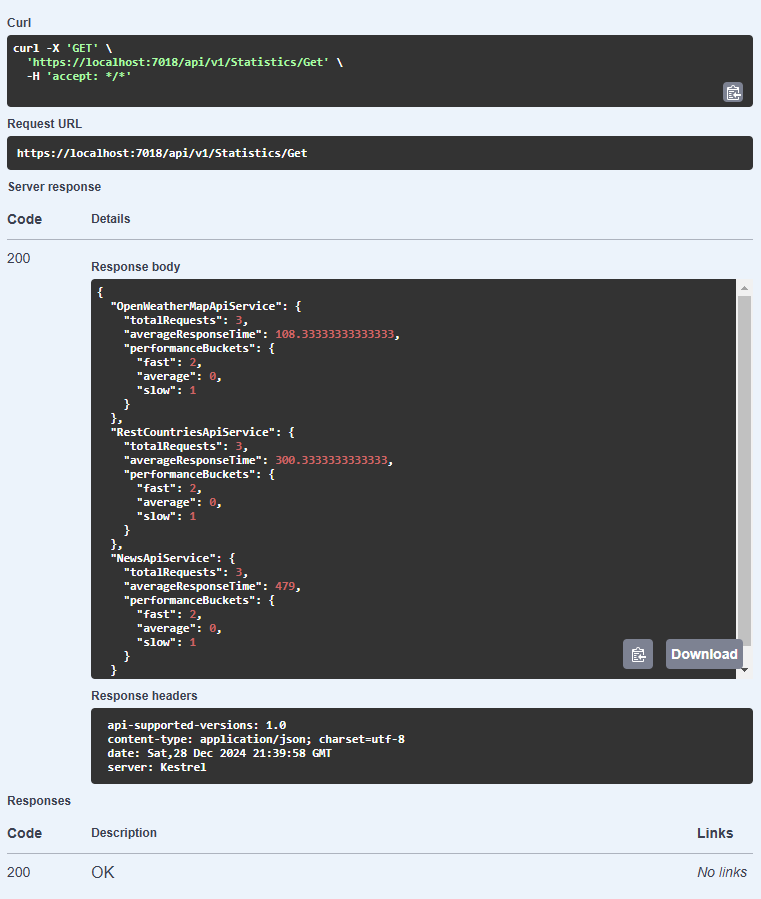 Curl
curl -X 'GET' \
  'https://localhost:7018/api/v1/Statistics/Get' \
  -H 'accept: */*'
Request URL
https://localhost:7018/api/v1/Statistics/Get
Server response
Code Details
200
Response body
{
  "OpenWeatherMapApiService": {
    "totalRequests": 3,
    "averageResponseTime": 108.33333333333333,
    "performanceBuckets": {
      "fast": 2,
      "average": 0,
      "slow": 1
    }
  },
  "RestCountriesApiService": {
    "totalRequests": 3,
    "averageResponseTime": 300.3333333333333,
    "performanceBuckets": {
      "fast": 2,
      "average": 0,
      "slow": 1
    }
  },
  "NewsApiService": {
    "totalRequests": 3,
    "averageResponseTime": 479,
    "performanceBuckets": {
      "fast": 2,
      "average": 0,
      "slow": 1
    }
  }
Download
Response headers
api-supported-versions: 1.0
content-type: application/json; charset=utf-8
date: Sat,28 Dec 2024 21:39:58 GMT
server: Kestrel
Responses
Code Description Links
200 OK No links